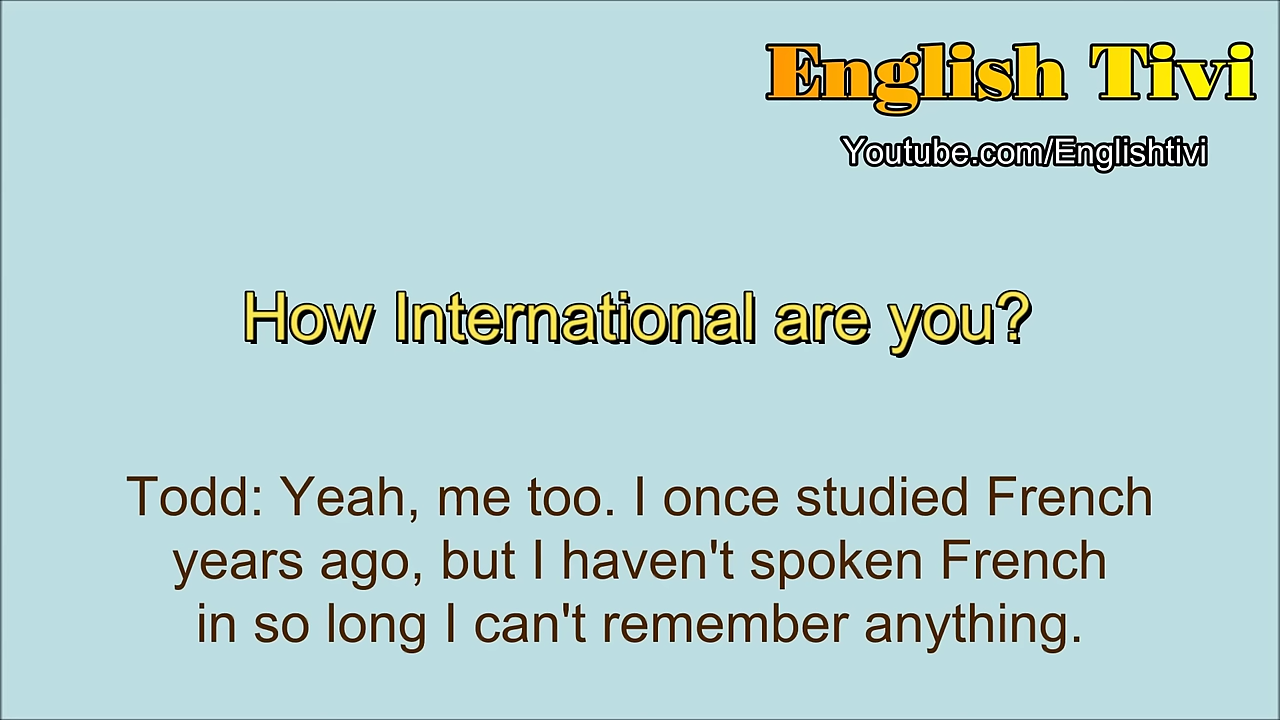 English Tivi
Youtube.com/Englishtivi
How International are you?
Todd: Yeah, me too. I once studied French
years ago, but I haven't spoken French
in so long I can't remember anything.